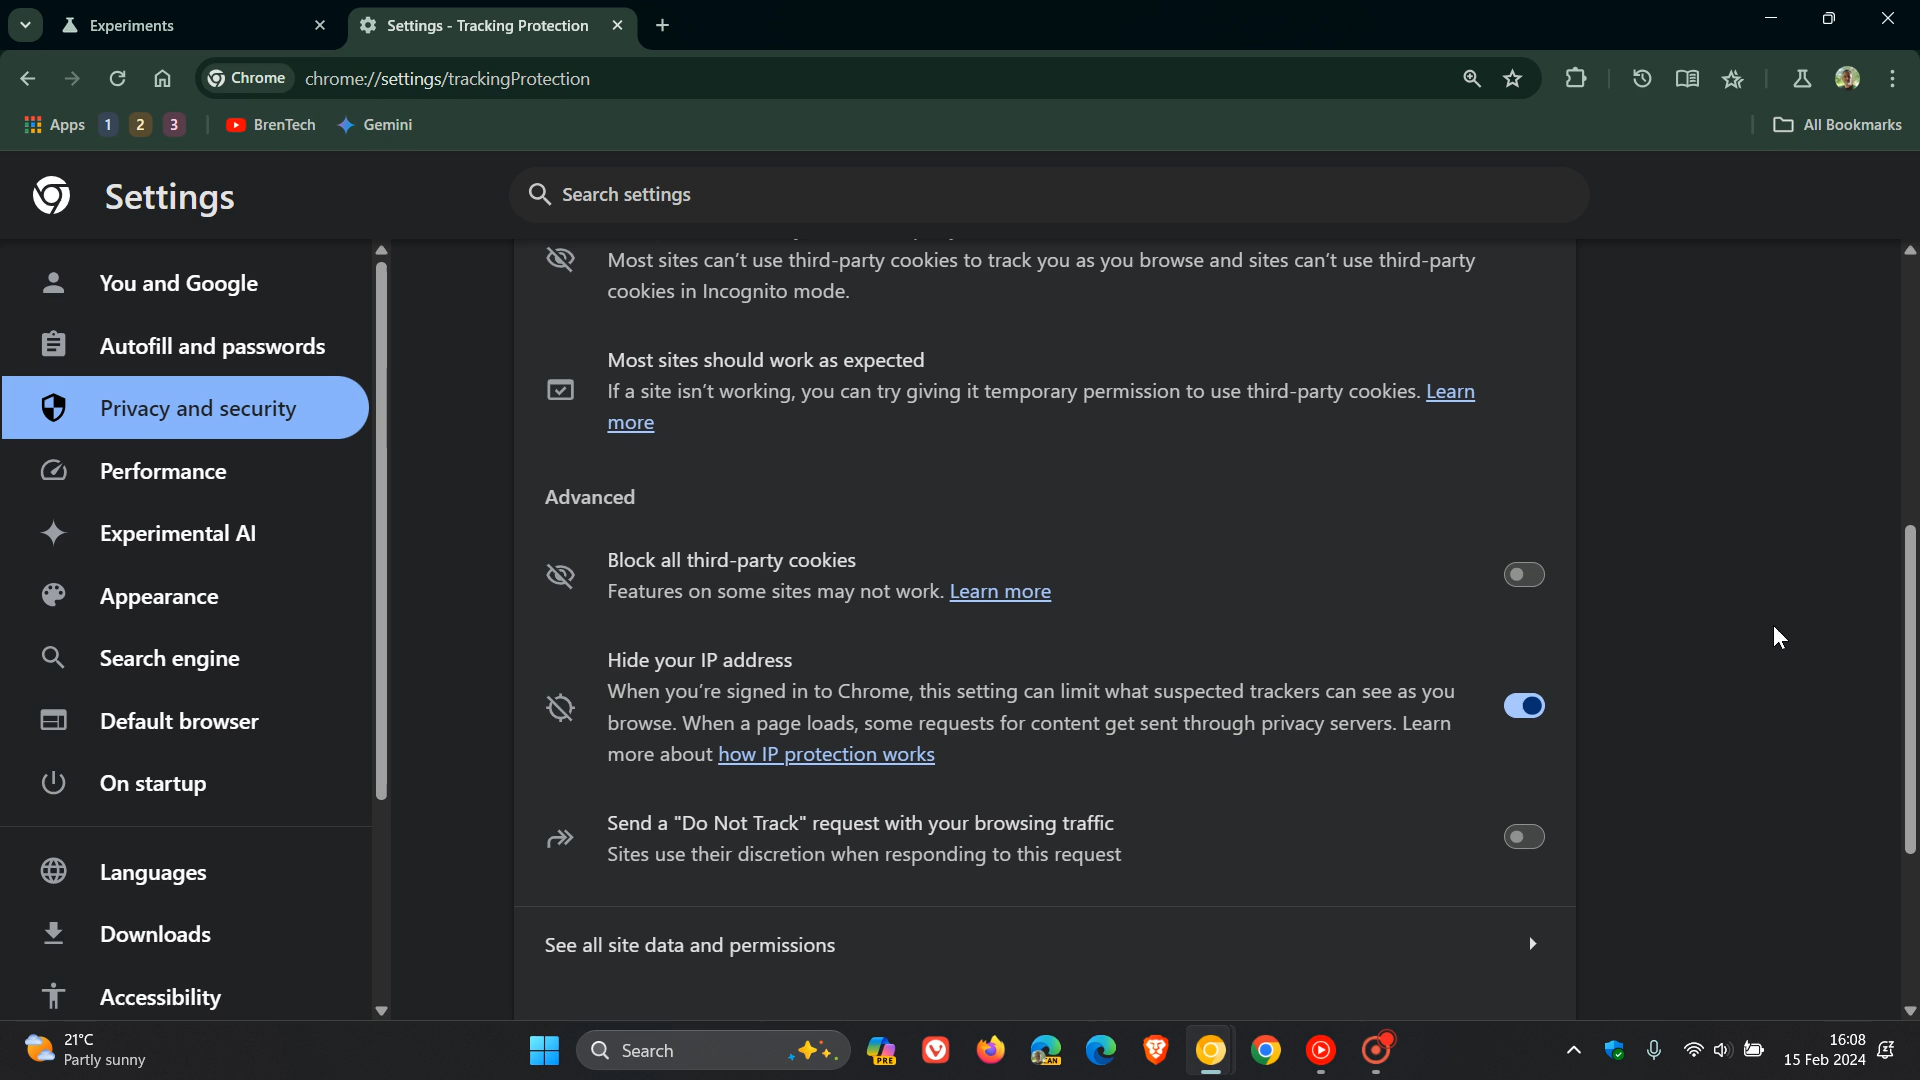 Experiments
Settings - Tracking Protection
Chrome
chrome://settings/trackingProtection
Apps
1
2
3
BrenTech
Gemini
All Bookmarks
Settings
Search settings
You and Google
Autofill and passwords
Privacy and security
Performance
Experimental AI
Appearance
Search engine
Default browser
On startup
Languages
Downloads
Accessibility
Most sites can't use third-party cookies to track you as you browse and sites can't use third-party
cookies in Incognito mode.
Most sites should work as expected
If a site isn't working, you can try giving it temporary permission to use third-party cookies. Learn
more
Advanced
Block all third-party cookies
Features on some sites may not work. Learn more
Hide your IP address
When you're signed in to Chrome, this setting can limit what suspected trackers can see as you
browse. When a page loads, some requests for content get sent through privacy servers. Learn
more about how IP protection works
Send a "Do Not Track" request with your browsing traffic
Sites use their discretion when responding to this request
See all site data and permissions
21°C
Partly sunny
Search
PRE
CAN
16:08
15 Feb 2024